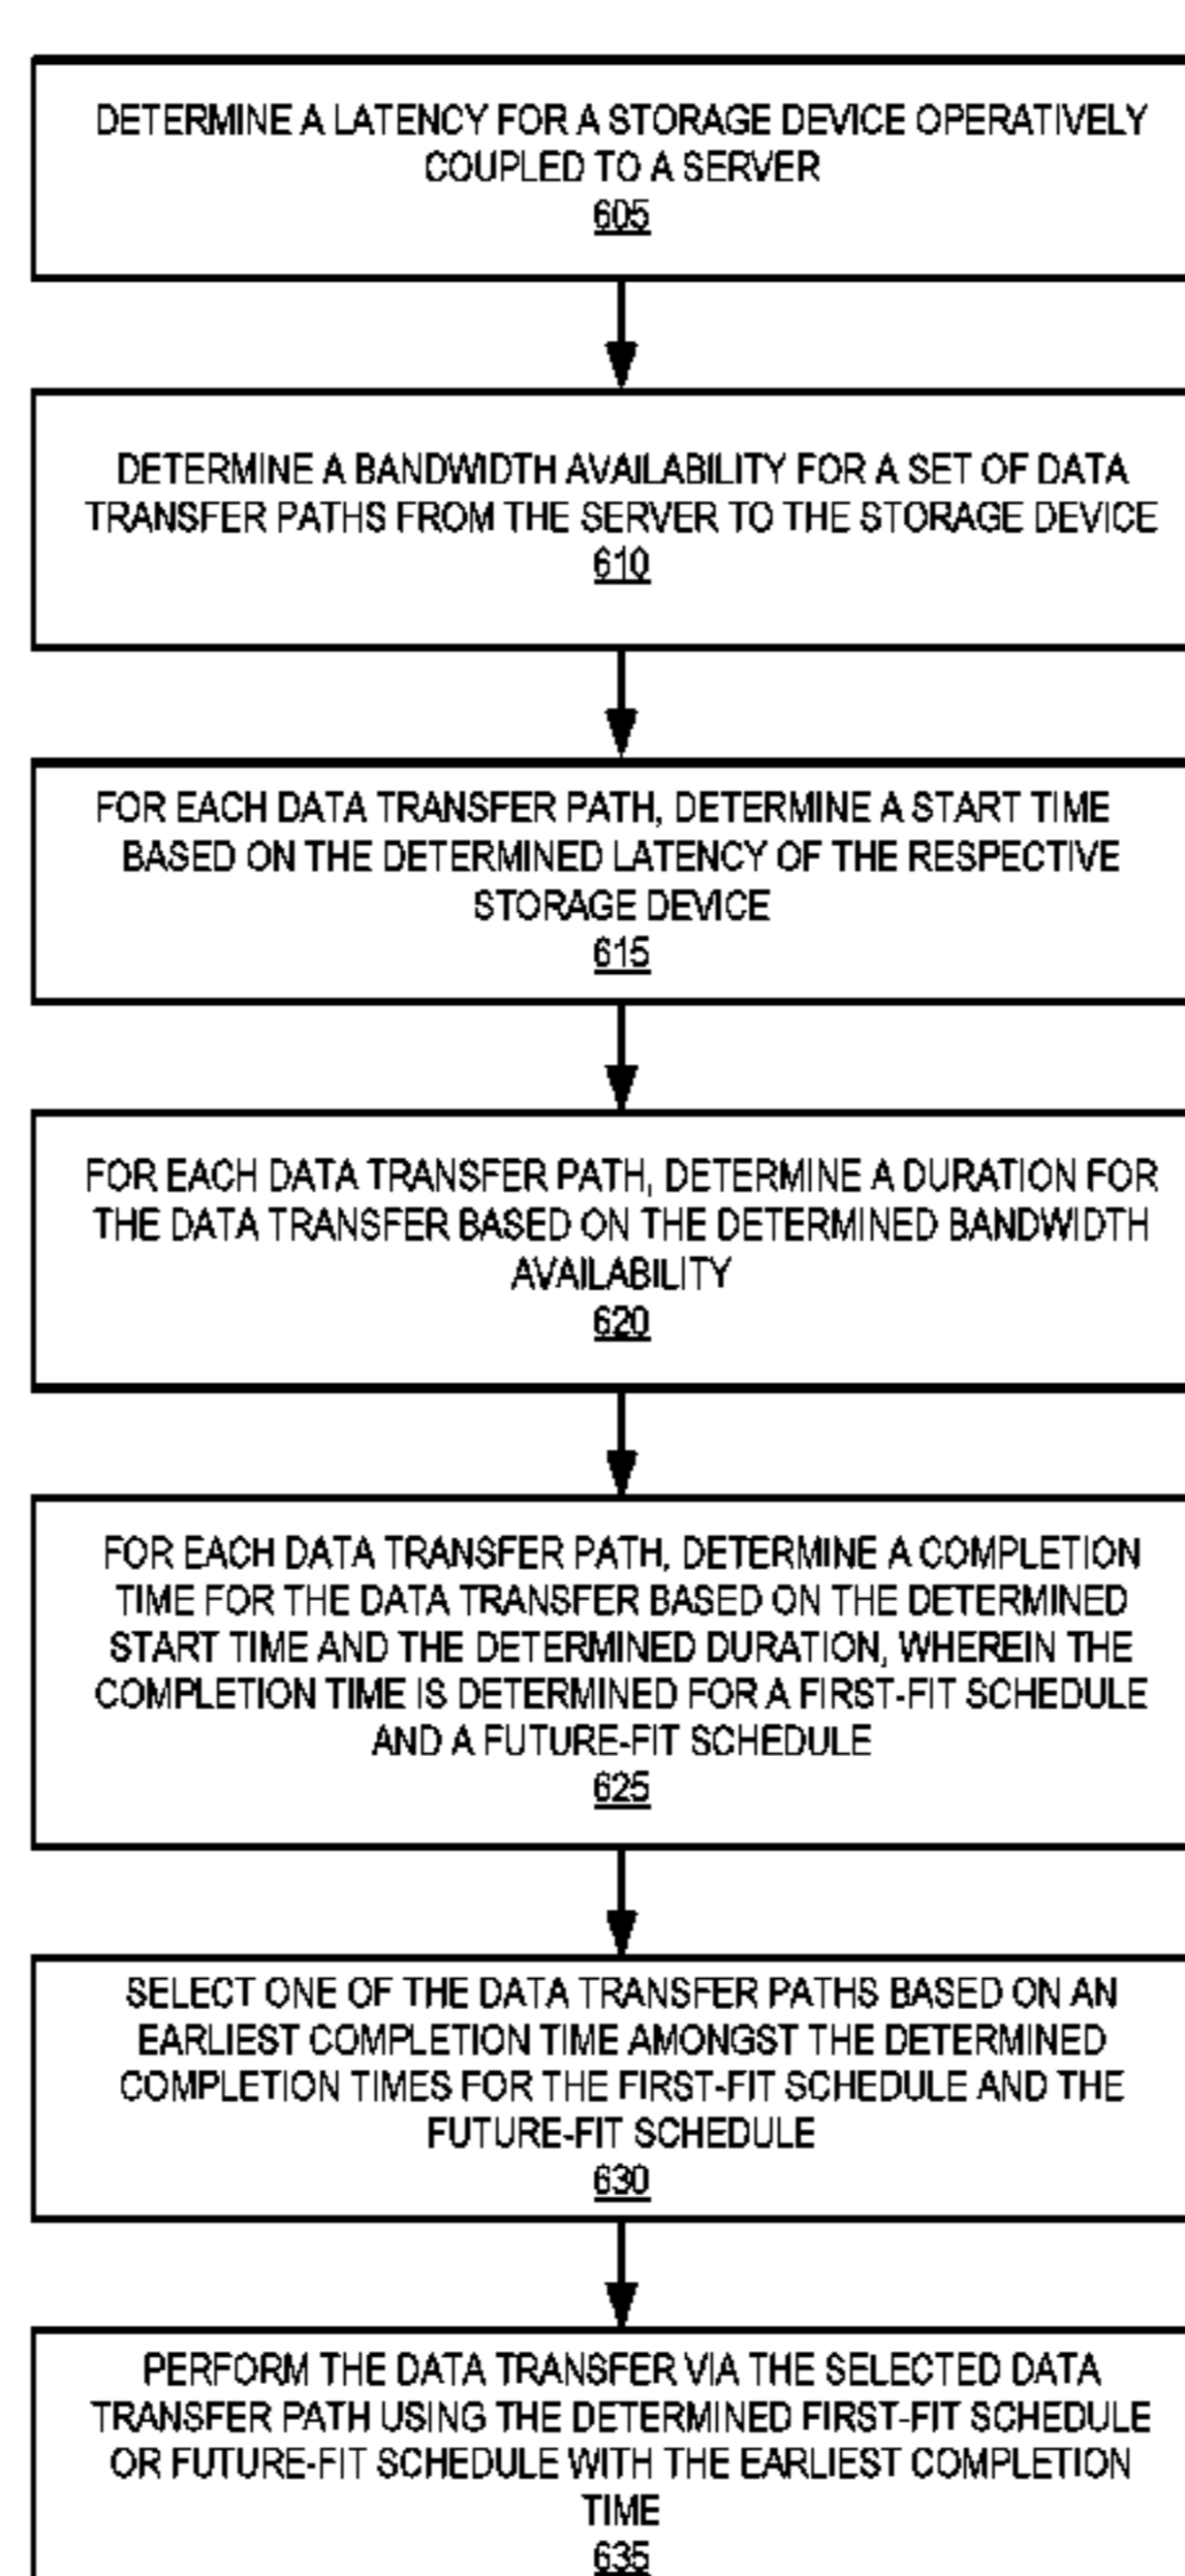 DETERMINE A LATENCY FOR A STORAGE DEVICE OPERATIVELY
COUPLED TO A SERVER
605
DETERMINE A BANDWIDTH AVAILABILITY FOR A SET OF DATA
TRANSFER PATHS FROM THE SERVER TO THE STORAGE DEVICE
610
FOR EACH DATA TRANSFER PATH, DETERMINE A START TIME
BASED ON THE DETERMINED LATENCY OF THE RESPECTIVE
STORAGE DEVICE
615
FOR EACH DATA TRANSFER PATH, DETERMINE A DURATION FOR
THE DATA TRANSFER BASED ON THE DETERMINED BANDWIDTH
AVAILABILITY
620
FOR EACH DATA TRANSFER PATH, DETERMINE A COMPLETION
TIME FOR THE DATA TRANSFER BASED ON THE DETERMINED
START TIME AND THE DETERMINED DURATION, WHEREIN THE
COMPLETION TIME IS DETERMINED FOR A FIRST-FIT SCHEDULE
AND A FUTURE-FIT SCHEDULE
625
SELECT ONE OF THE DATA TRANSFER PATHS BASED ON AN
EARLIEST COMPLETION TIME AMONGST THE DETERMINED
COMPLETION TIMES FOR THE FIRST-FIT SCHEDULE AND THE
FUTURE-FIT SCHEDULE
630
PERFORM THE DATA TRANSFER VIA THE SELECTED DATA
TRANSFER PATH USING THE DETERMINED FIRST-FIT SCHEDULE
OR FUTURE-FIT SCHEDULE WITH THE EARLIEST COMPLETION
TIME
635